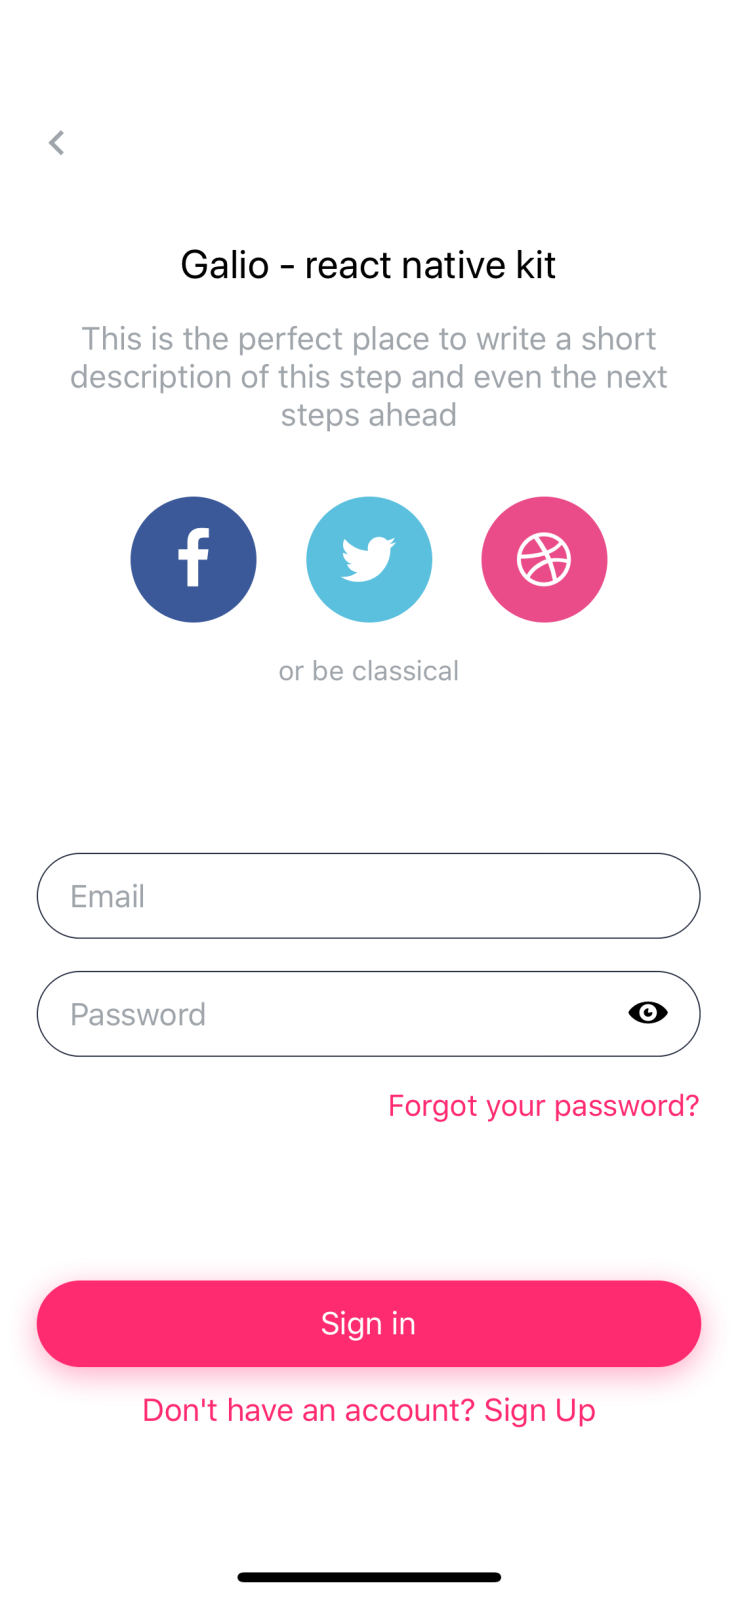 Galio - react native kit
This is the perfect place to write a short
description of this step and even the next
steps ahead
or be classical
Email
Password
Forgot your password?
Sign in
Don't have an account? Sign Up